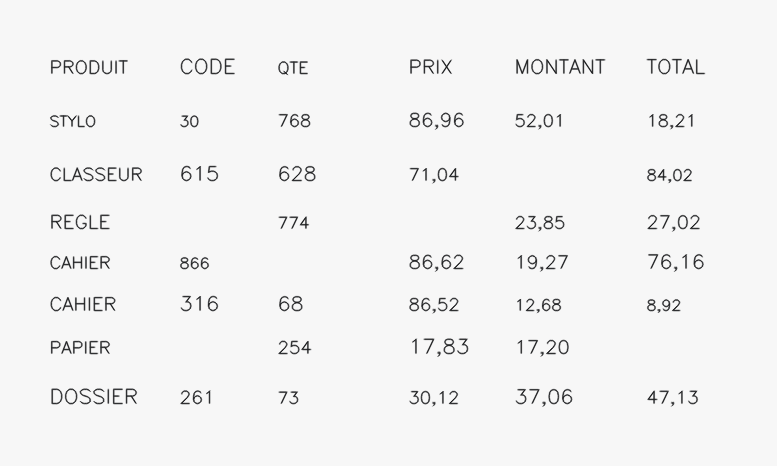 PRODUIT CODE QTE PRIX MONTANT TOTAL
STYLO 30 768 86,96 52,01 18,21
CLASSEUR 615 628 71,04 84,02
REGLE 774 23,85 27,02
CAHIER 866 86,62 19,27 76,16
CAHIER 316 68 86,52 12,68 8,92
PAPIER 254 17,83 17,20
DOSSIER 261 73 30,12 37,06 47,13